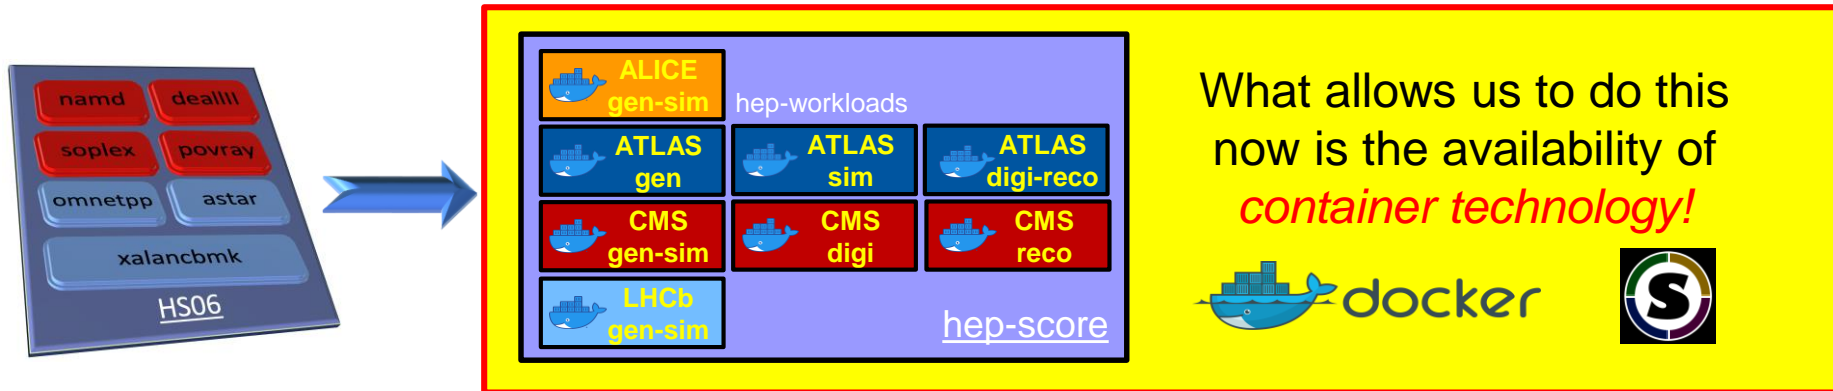 namd dealIII
soplex povray
omnetpp astar
xalancbmk
HS06
ALICE
gen-sim
hep-workloads
ATLAS
gen
ATLAS
sim
ATLAS
digi-reco
CMS
gen-sim
CMS
digi
CMS
reco
LHCb
gen-sim
hep-score
What allows us to do this
now is the availability of
container technology!
docker
S